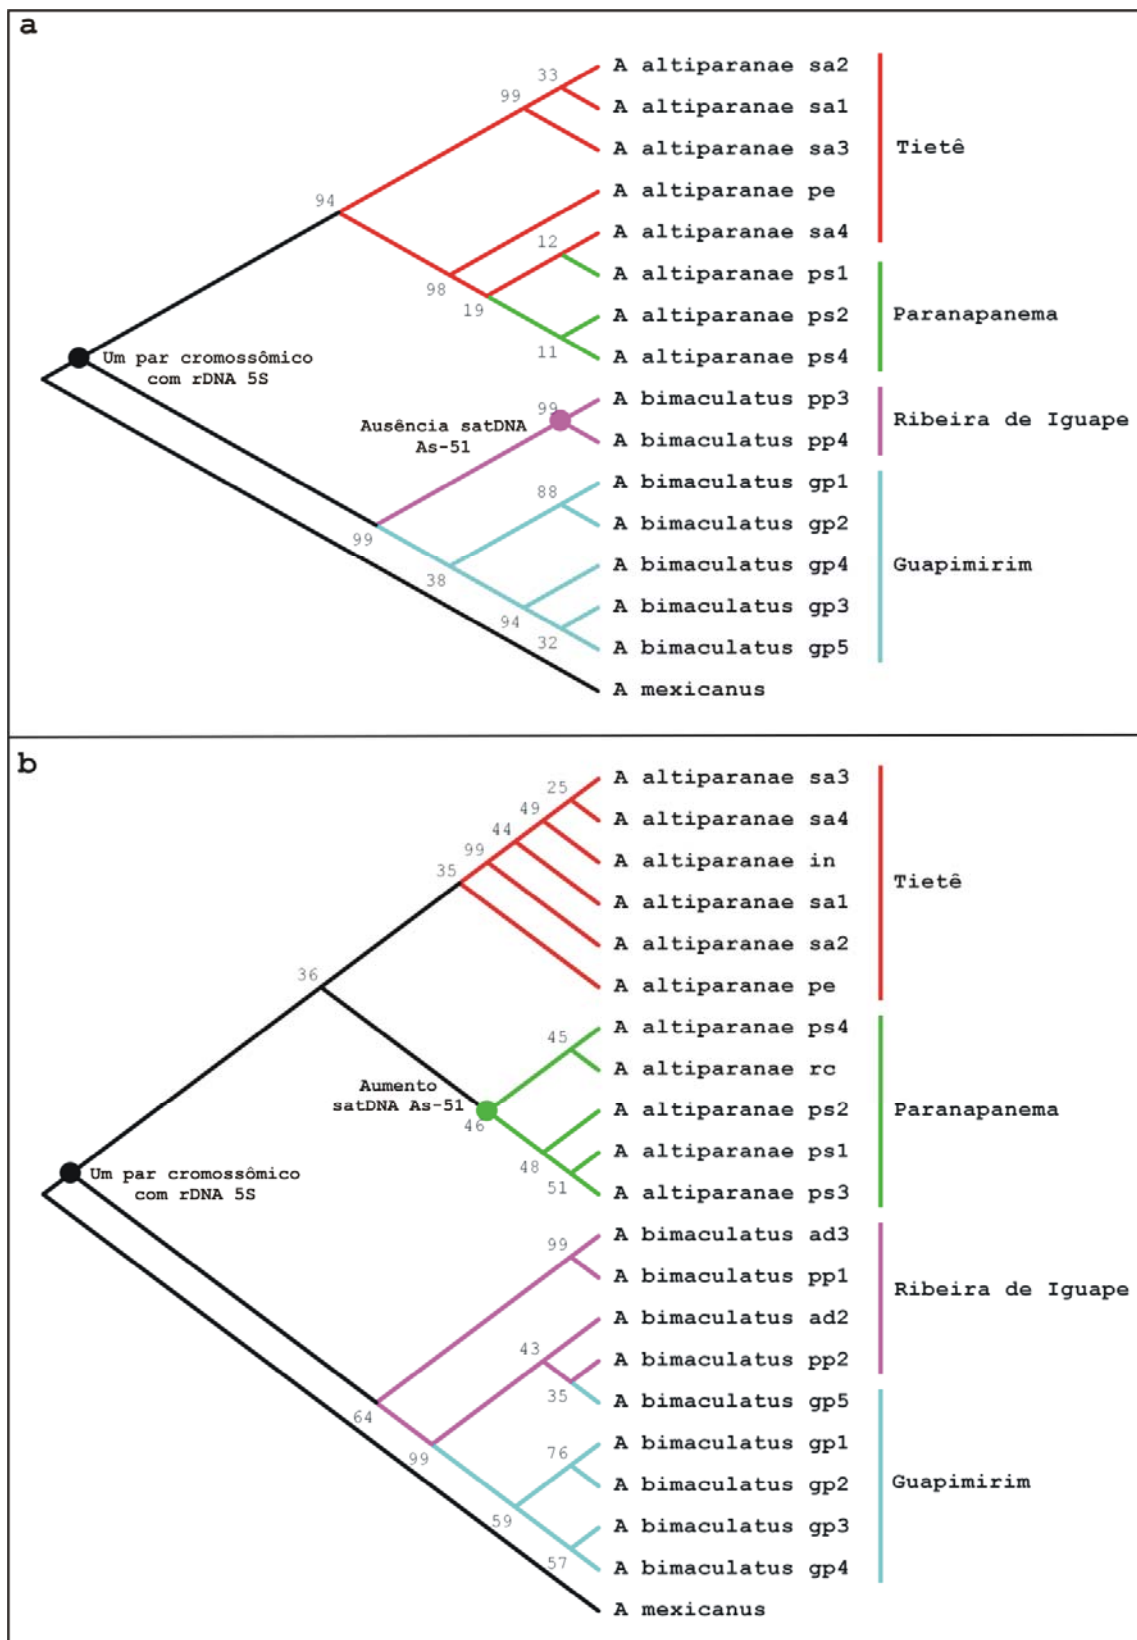 a
33
A altiparanae sa2
99
A altiparanae sa1
A altiparanae sa3
Tietê
A altiparanae pe
94
A altiparanae sa4
12
A altiparanae ps1
98
19
A altiparanae ps2
Paranapanema
11
A altiparanae ps4
Um par cromossômico
com rDNA 5S
A bimaculatus pp3
99
Ausência satDNA
As-51
A bimaculatus pp4
Ribeira de Iguape
A bimaculatus gp1
88
A bimaculatus gp2
99
A bimaculatus gp4
Guapimirim
38
A bimaculatus gp3
94
32
A bimaculatus gp5
A mexicanus
b
A altiparanae sa3
25
49
A altiparanae sa4
44
99
A altiparanae in
35
Tietê
A altiparanae sa1
A altiparanae sa2
36
A altiparanae pe
A altiparanae ps4
45
A altiparanae rc
Aumento
satDNA As-51
46
A altiparanae ps2
Paranapanema
A altiparanae ps1
48
51
A altiparanae ps3
Um par cromossômico
com rDNA 5S
A bimaculatus ad3
99
A bimaculatus pp1
Ribeira de Iguape
A bimaculatus ad2
43
A bimaculatus pp2
35
A bimaculatus gp5
64
99
A bimaculatus gp1
76
A bimaculatus gp2
Guapimirim
59
A bimaculatus gp3
57
A bimaculatus gp4
A mexicanus